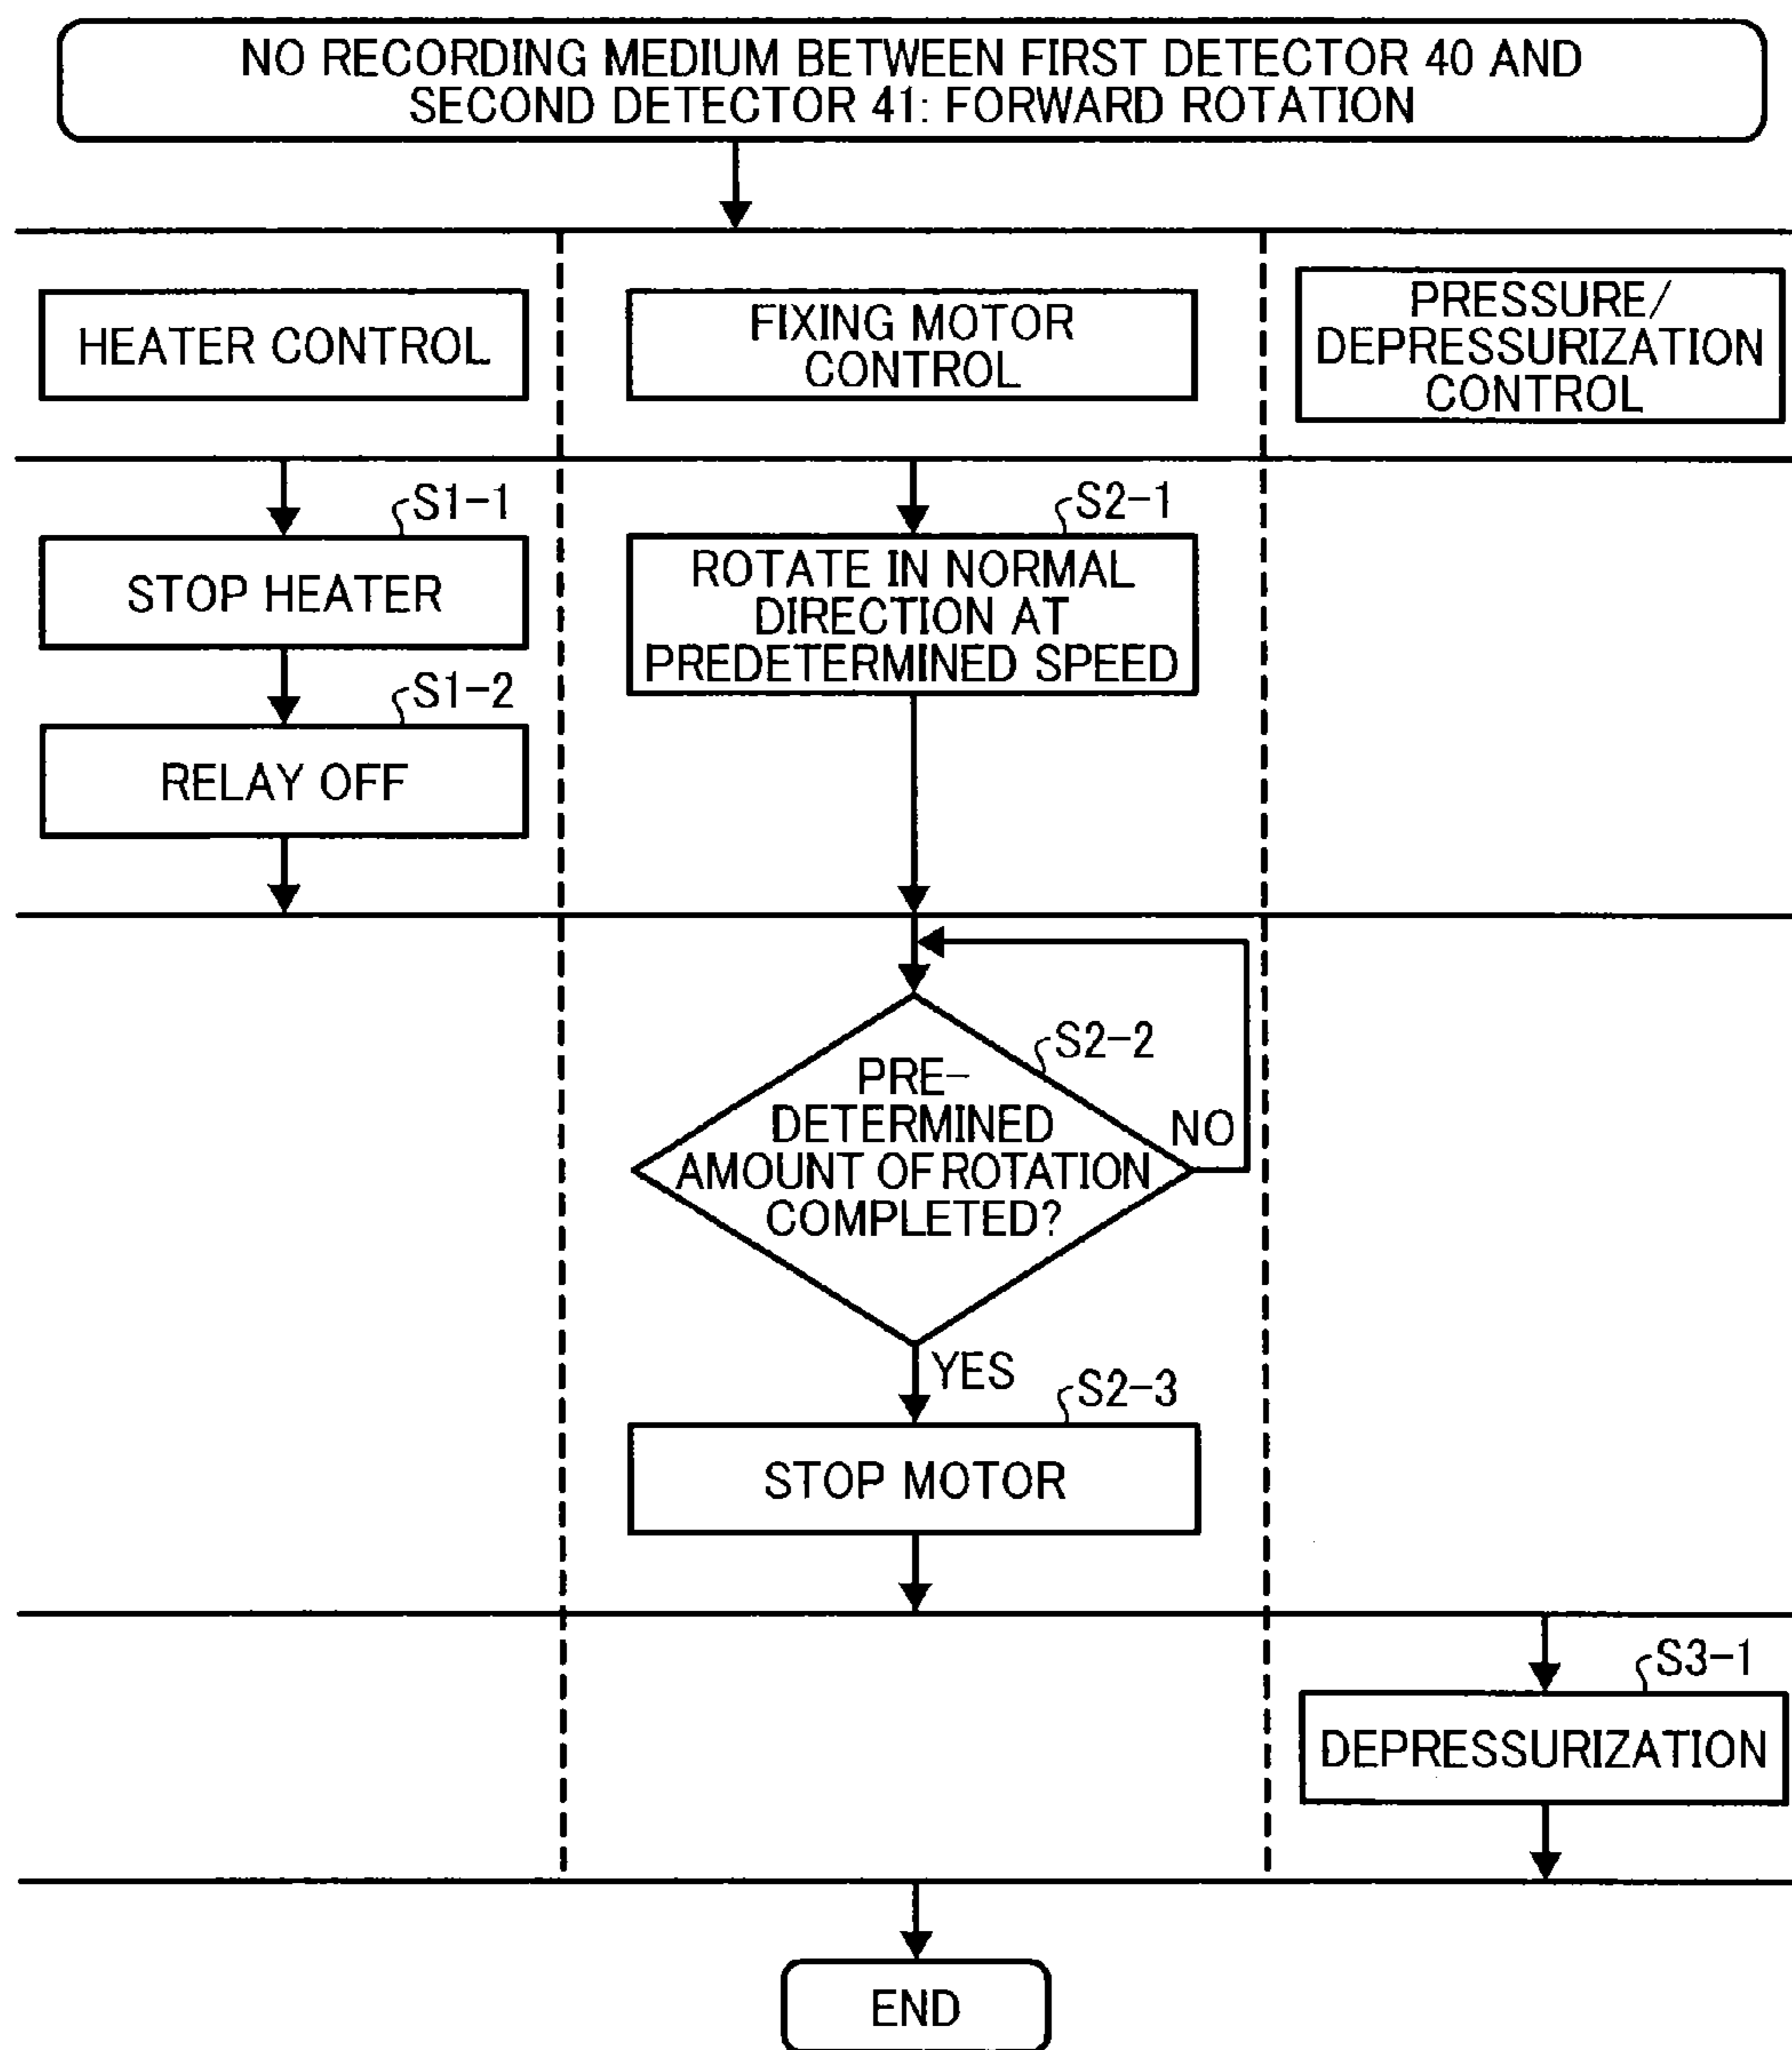 NO RECORDING MEDIUM BETWEEN FIRST DETECTOR 40 AND
SECOND DETECTOR 41: FORWARD ROTATION
HEATER CONTROL
FIXING MOTOR
CONTROL
PRESSURE/
DEPRESSURIZATION
CONTROL
S1-1
STOP HEATER
S1-2
RELAY OFF
S2-1
ROTATE IN NORMAL
DIRECTION AT
PREDETERMINED SPEED
S2-2
PRE-
DETERMINED
AMOUNT OF ROTATION
COMPLETED?
NO
YES
S2-3
STOP MOTOR
S3-1
DEPRESSURIZATION
END